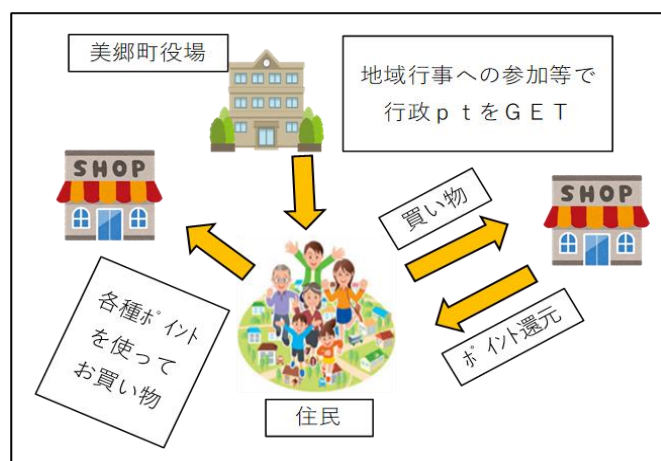 美郷町役場
地域行事への参加等で
行政ｐｔをＧＥＴ
SHOP
SHOP
買い物
ﾎﾟｲﾝﾄ還元
各種ﾎﾟｲﾝﾄ
を使って
お買い物
住民